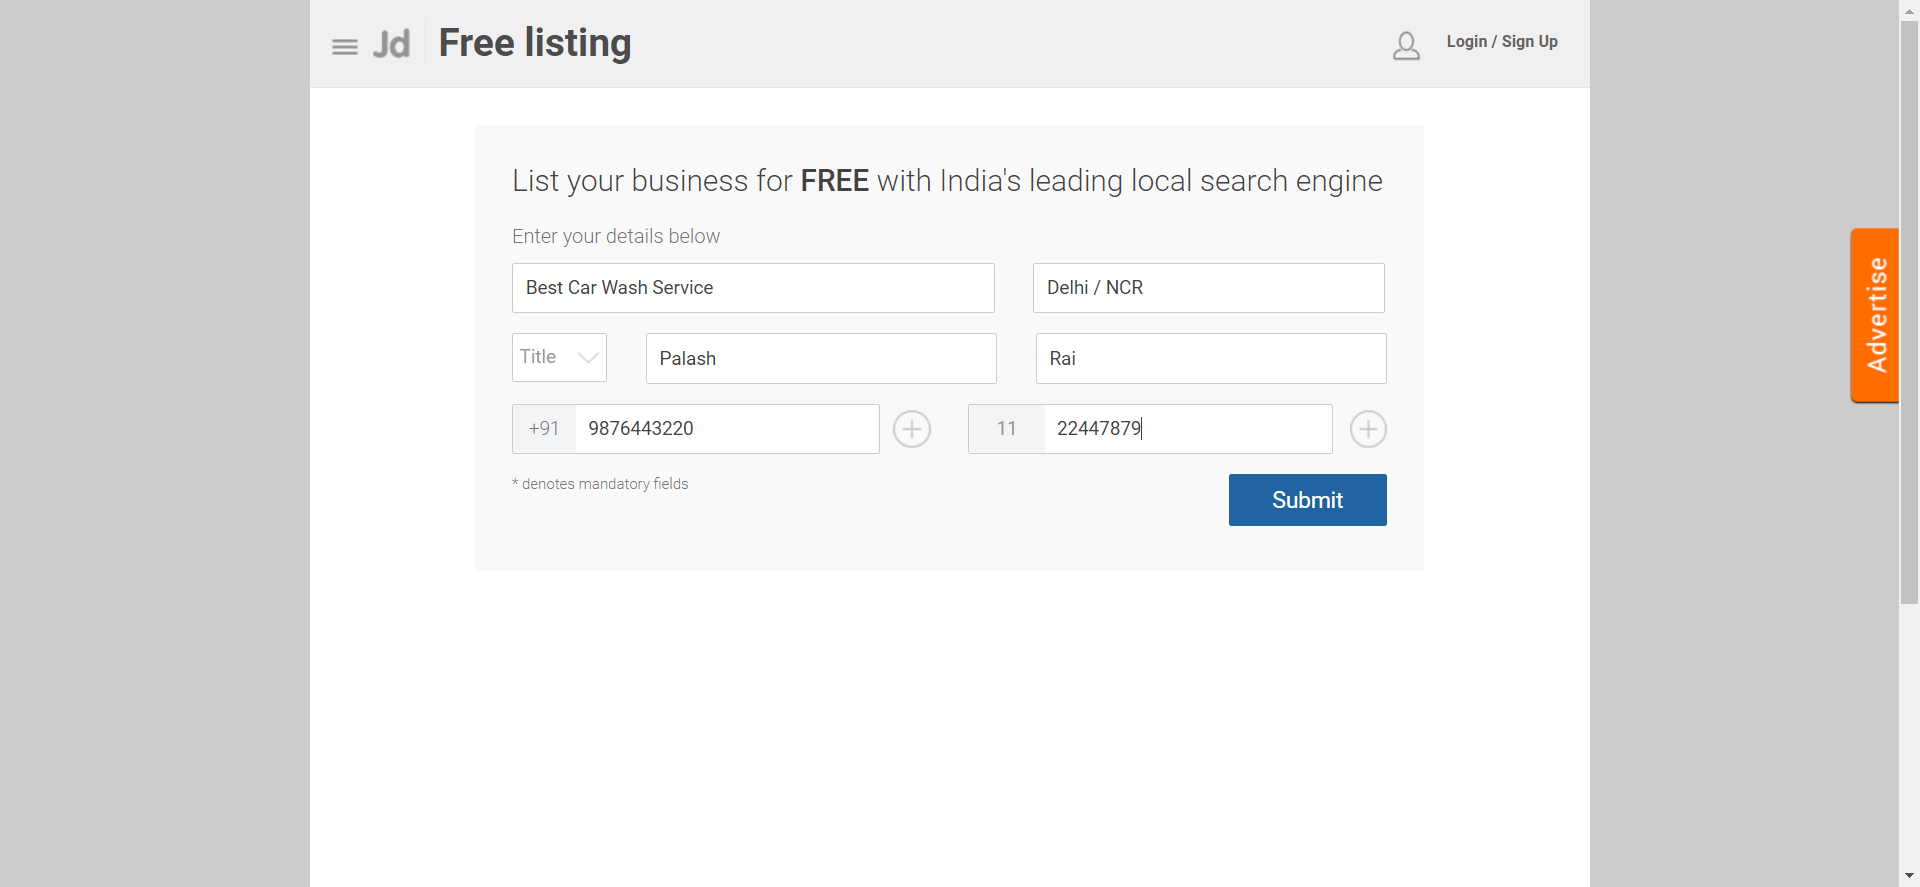 Jd Free listing
Login / Sign Up
List your business for FREE with India's leading local search engine
Enter your details below
Best Car Wash Service
Delhi / NCR
Title
Palash
Rai
+91 9876443220
11 22447879
* denotes mandatory fields
Submit
Advertise